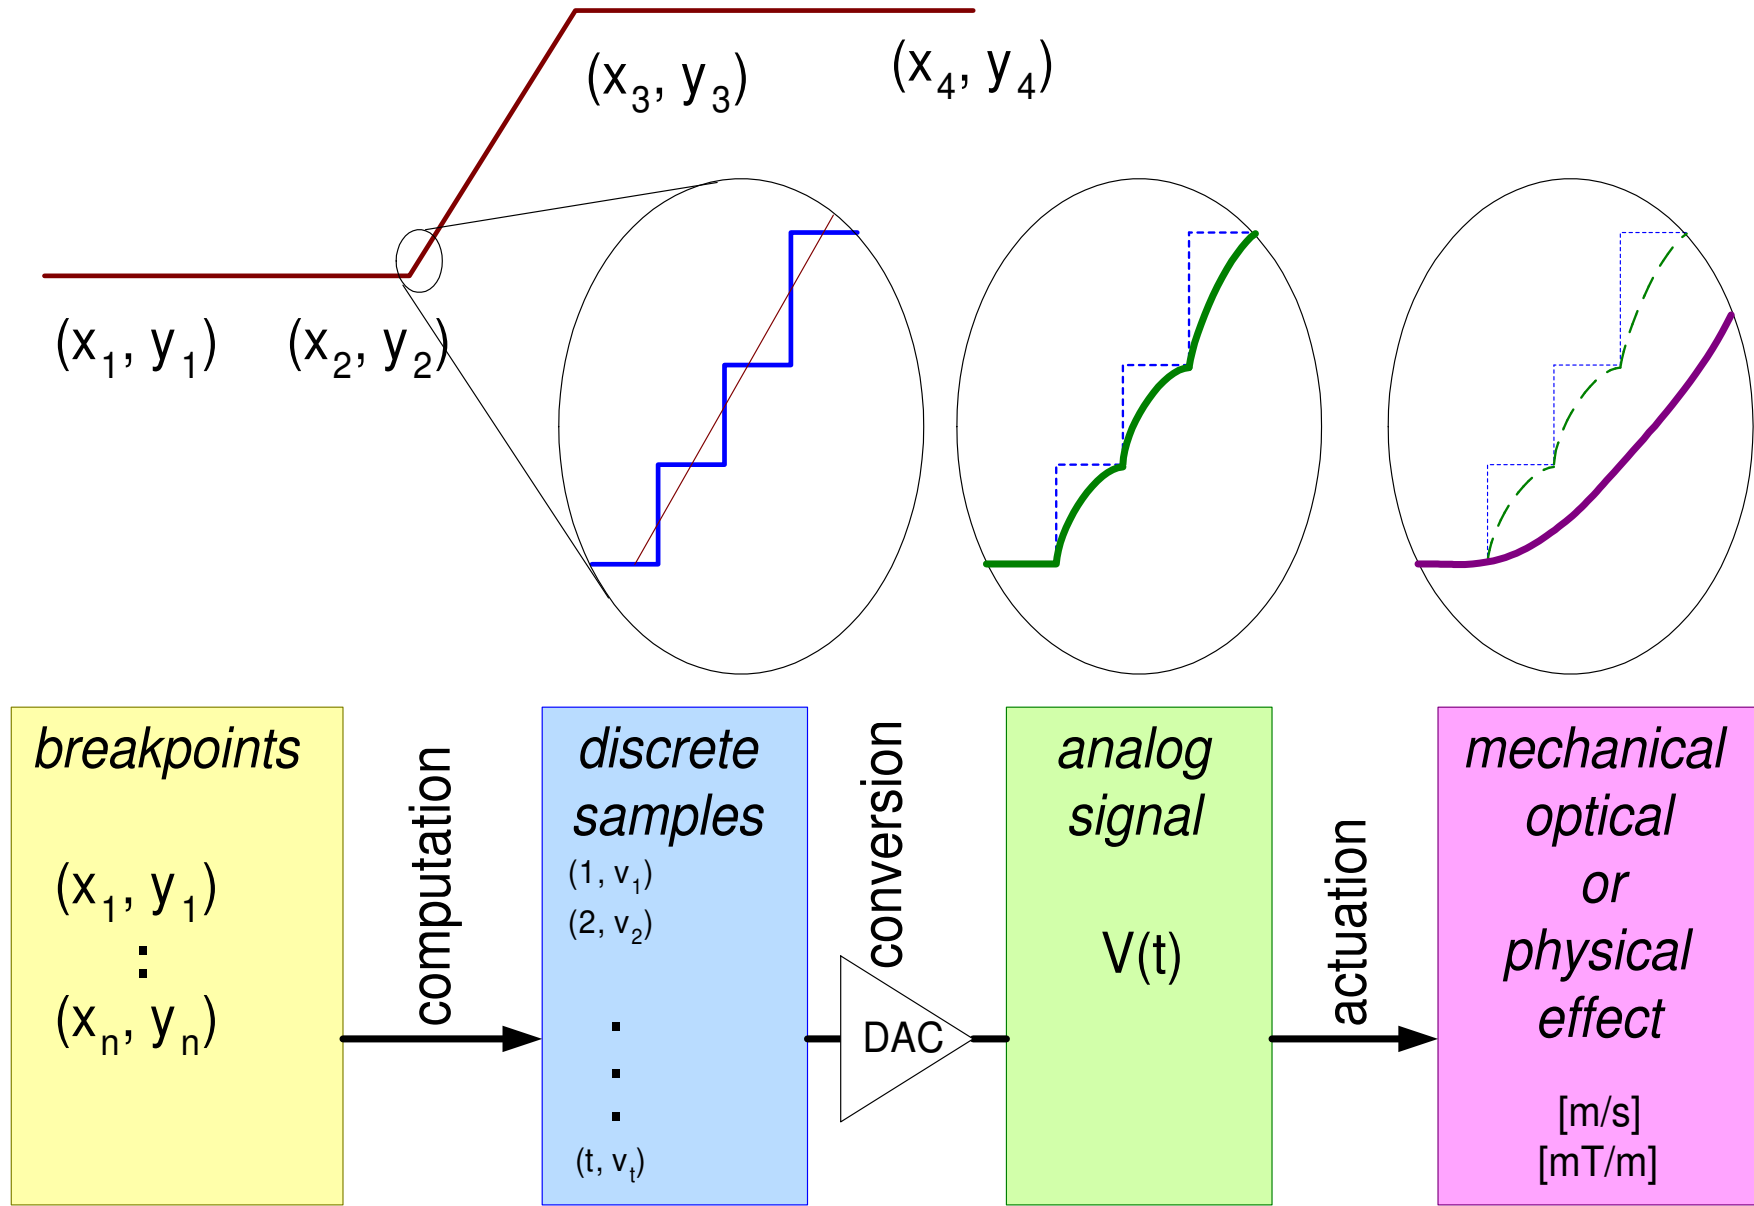 (x3, y3)
(x4, y4)
(x1, y1)
(x2, y2)
breakpoints
(x1, y1)
:
(xn, yn)
computation
discrete
samples
(1, v1)
(2, v2)
.
.
.
(t, vt)
conversion
DAC
analog
signal
V(t)
actuation
mechanical
optical
or
physical
effect
[m/s]
[mT/m]